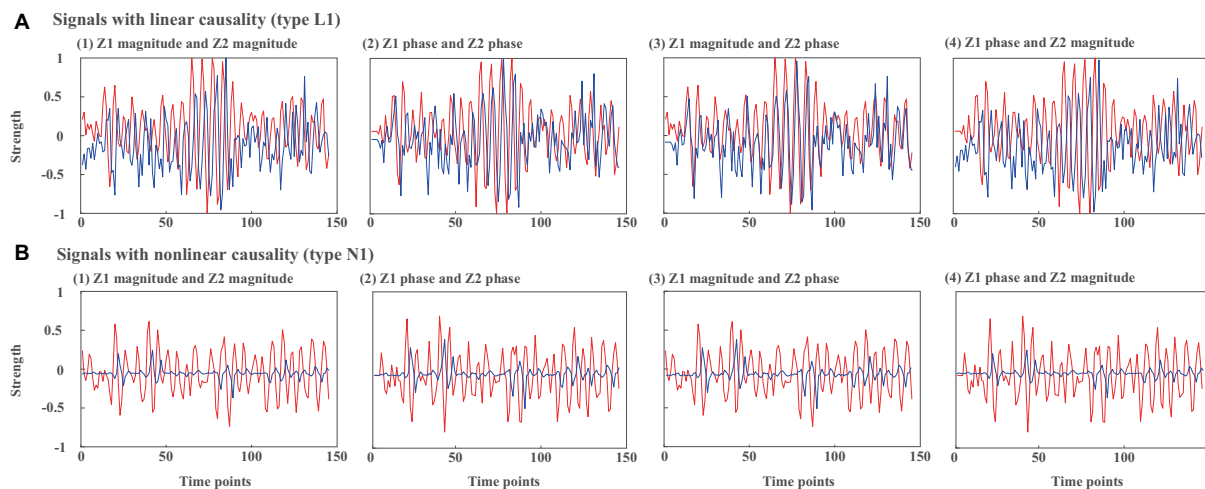 A Signals with linear causality (type L1)
(1) Z1 magnitude and Z2 magnitude
(2) Z1 phase and Z2 phase
(3) Z1 magnitude and Z2 phase
(4) Z1 phase and Z2 magnitude
Strength
1
0.5
0
-0.5
-1
0 50 100 150
0 50 100 150
0 50 100 150
0 50 100
B Signals with nonlinear causality (type N1)
(1) Z1 magnitude and Z2 magnitude
(2) Z1 phase and Z2 phase
(3) Z1 magnitude and Z2 phase
(4) Z1 phase and Z2 magnitude
Strength
1
0.5
0
-0.5
-1
0 50 100 150
0 50 100 150
0 50 100 150
0 50 100
Time points
Time points
Time points
Time points